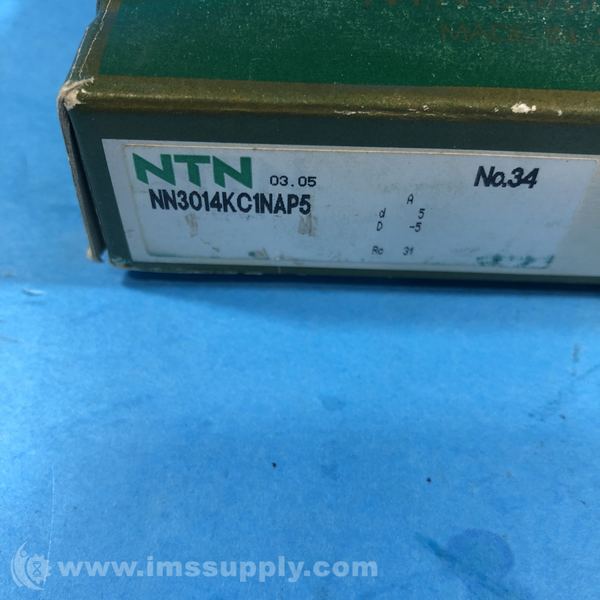 MADE IN
NTN 03.05 No.34
NN3014KC1NAP5
A
d 5
D -5
Rc 31
www.imssupply.com